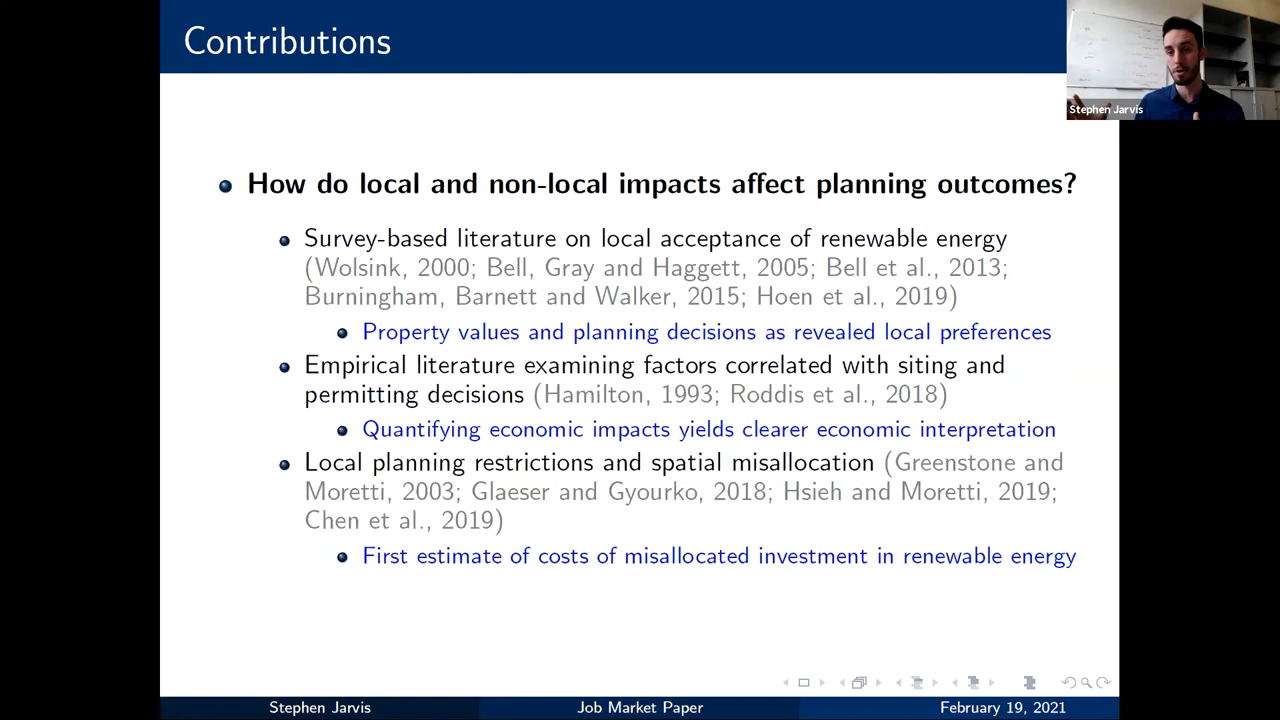 Contributions
Stephen Jarvis
How do local and non-local impacts affect planning outcomes?
Survey-based literature on local acceptance of renewable energy
(Wolsink, 2000; Bell, Gray and Haggett, 2005; Bell et al., 2013;
Burningham, Barnett and Walker, 2015; Hoen et al., 2019)
Property values and planning decisions as revealed local preferences
Empirical literature examining factors correlated with siting and
permitting decisions (Hamilton, 1993; Roddis et al., 2018)
Quantifying economic impacts yields clearer economic interpretation
Local planning restrictions and spatial misallocation (Greenstone and
Moretti, 2003; Glaeser and Gyourko, 2018; Hsieh and Moretti, 2019;
Chen et al., 2019)
First estimate of costs of misallocated investment in renewable energy
Stephen Jarvis
Job Market Paper
February 19, 2021